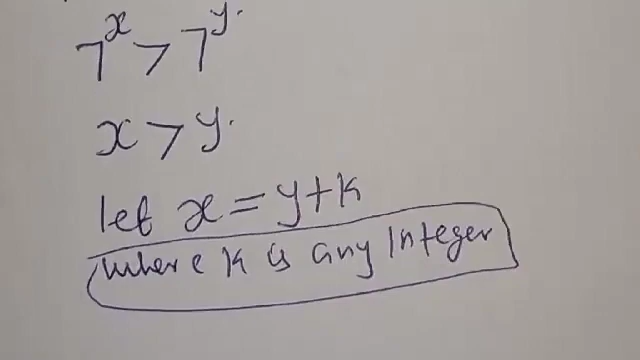 7^x > 7^y.
x > y.
let x = y + k
where k is any Integer